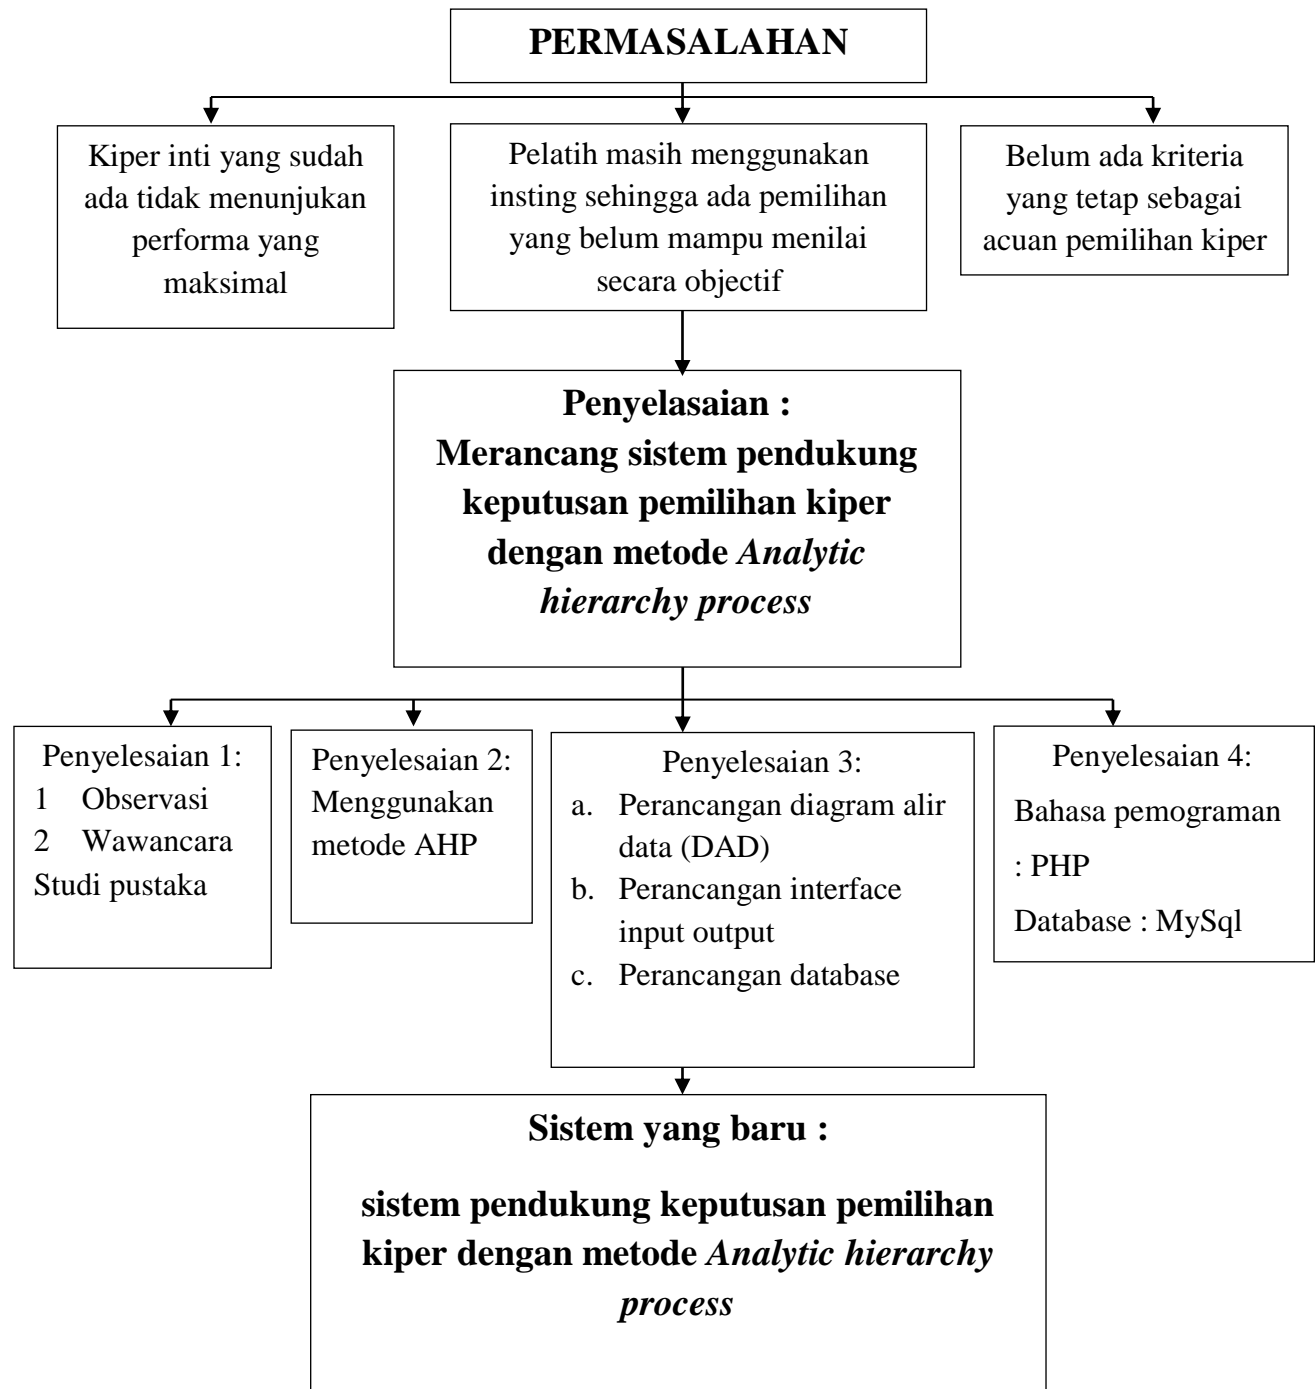 PERMASALAHAN
Kiper inti yang sudah
ada tidak menunjukan
performa yang
maksimal
Pelatih masih menggunakan
insting sehingga ada pemilihan
yang belum mampu menilai
secara objectif
Belum ada kriteria
yang tetap sebagai
acuan pemilihan kiper
Penyelasaian :
Merancang sistem pendukung
keputusan pemilihan kiper
dengan metode Analytic
hierarchy process
Penyelesaian 1:
1 Observasi
2 Wawancara
Studi pustaka
Penyelesaian 2:
Menggunakan
metode AHP
Penyelesaian 3:
a. Perancangan diagram alir
data (DAD)
b. Perancangan interface
input output
c. Perancangan database
Penyelesaian 4:
Bahasa pemograman
: PHP
Database : MySql
Sistem yang baru :
sistem pendukung keputusan pemilihan
kiper dengan metode Analytic hierarchy
process